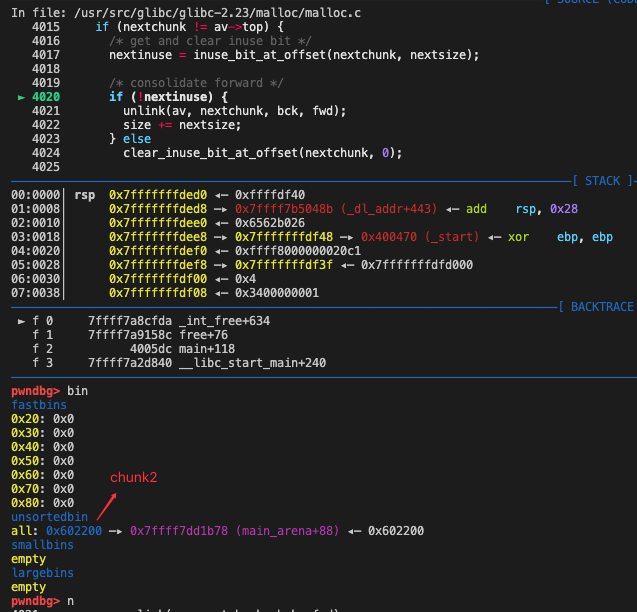 [ SOURCE (CODE
In file: /usr/src/glibc/glibc-2.23/malloc/malloc.c
4015     if (nextchunk != av->top) {
4016       /* get and clear inuse bit */
4017       nextinuse = inuse_bit_at_offset(nextchunk, nextsize);
4018
4019       /* consolidate forward */
► 4020       if (!nextinuse) {
4021         unlink(av, nextchunk, bck, fwd);
4022         size += nextsize;
4023       } else
4024         clear_inuse_bit_at_offset(nextchunk, 0);
4025
[ STACK ]
00:0000│ rsp  0x7fffffffded0 ◂— 0xffffdf40
01:0008│      0x7fffffffded8 —▸ 0x7ffff7b5048b (_dl_addr+443) ◂— add    rsp, 0x28
02:0010│      0x7fffffffdee0 ◂— 0x6562b026
03:0018│      0x7fffffffdee8 —▸ 0x7fffffffdf48 —▸ 0x400470 (_start) ◂— xor    ebp, ebp
04:0020│      0x7fffffffdef0 ◂— 0xffff8000000020c1
05:0028│      0x7fffffffdef8 —▸ 0x7fffffffdf3f ◂— 0x7fffffffdfd000
06:0030│      0x7fffffffdf00 ◂— 0x4
07:0038│      0x7fffffffdf08 ◂— 0x3400000001
[ BACKTRACE
► f 0     7ffff7a8cfda _int_free+634
f 1     7ffff7a9158c free+76
f 2           4005dc main+118
f 3     7ffff7a2d840 __libc_start_main+240
pwndbg> bin
fastbins
0x20: 0x0
0x30: 0x0
0x40: 0x0
0x50: 0x0
0x60: 0x0
0x70: 0x0
0x80: 0x0
chunk2
unsortedbin
all: 0x602200 —▸ 0x7ffff7dd1b78 (main_arena+88) ◂— 0x602200
smallbins
empty
largebins
empty
pwndbg> n